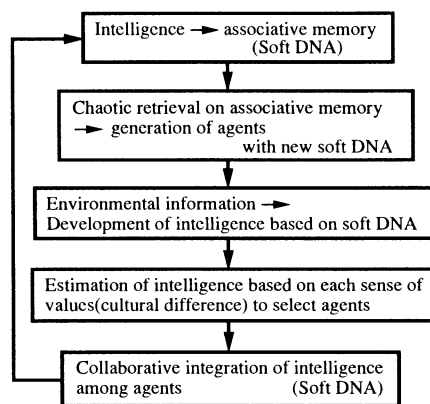 Intelligence → associative memory
(Soft DNA)
Chaotic retrieval on associative memory
→ generation of agents
with new soft DNA
Environmental information →
Development of intelligence based on soft DNA
Estimation of intelligence based on each sense of
values(cultural difference) to select agents
Collaborative integration of intelligence
among agents (Soft DNA)